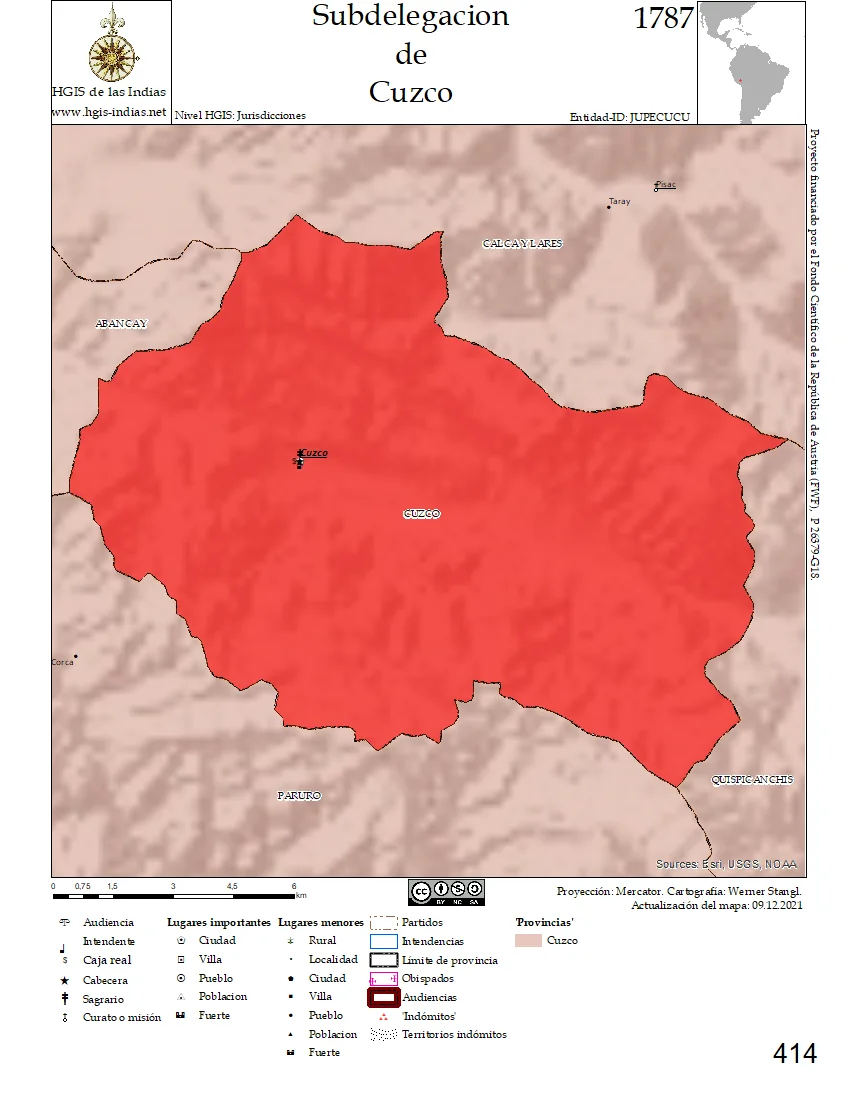 Subdelegacion
de
Cuzco
1787
HGIS de las Indias
www.hgis-indias.net
Nivel HGIS: Jurisdicciones
Entidad-ID: JUPECUCU
Proyecto financiado por el Fondo Científico de la República de Austria (FWF), P 26379-G18.
Pisac
Taray
CALCA Y LARES
ABANCAY
Cuzco
CUZCO
Corca
PARURO
QUISPICANCHIS
Sources: Esri, USGS, NOAA
0 0,75 1,5 3 4,5 6
km
CC BY NC SA
Proyección: Mercator. Cartografía: Werner Stangl.
Actualización del mapa: 09.12.2021
Audiencia
Intendente
$ Caja real
Cabecera
Sagrario
Curato o misión
Lugares importantes
Ciudad
Villa
Pueblo
Poblacion
Fuerte
Lugares menores
Rural
Localidad
Ciudad
Villa
Pueblo
Poblacion
Fuerte
Partidos
Intendencias
Límite de provincia
Obispados
Audiencias
'Indómitos'
Territorios indómitos
'Provincias'
Cuzco
414